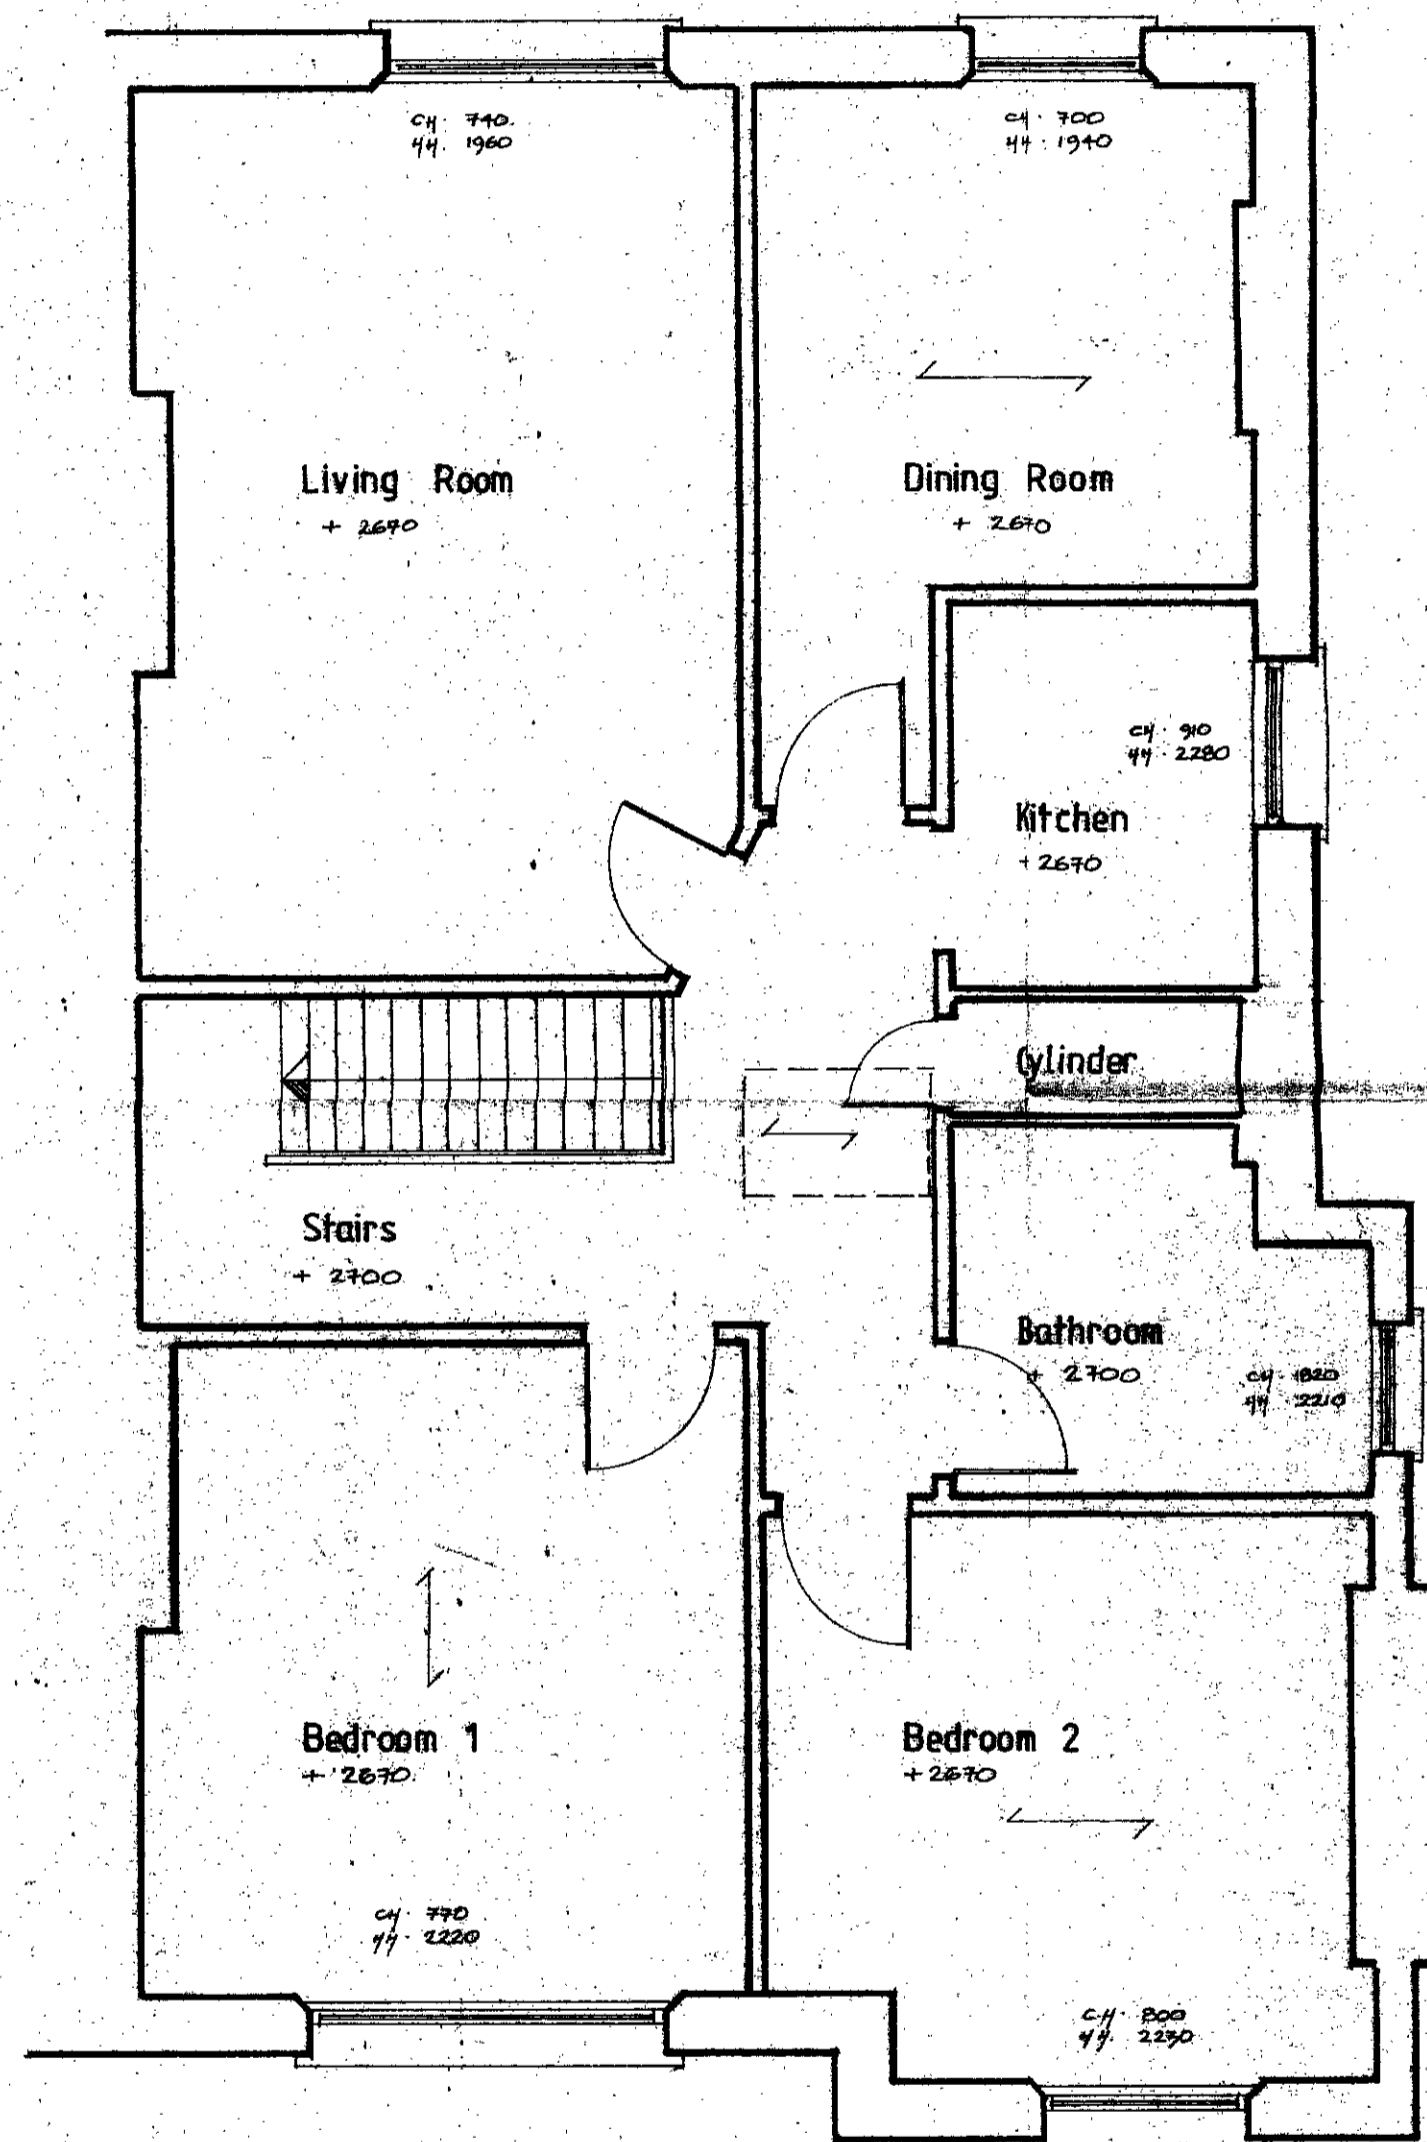 CH· 740
HH· 1960
CH· 700
HH· 1940
Living Room
+ 2670
Dining Room
+ 2670
CH· 910
HH· 2280
Kitchen
+ 2670
Cylinder
Stairs
+ 2700
Bathroom
+ 2700
CH· 1820
HH· 2210
Bedroom 1
+ 2670
Bedroom 2
+ 2670
CH· 770
HH· 2220
CH· 800
HH· 2230